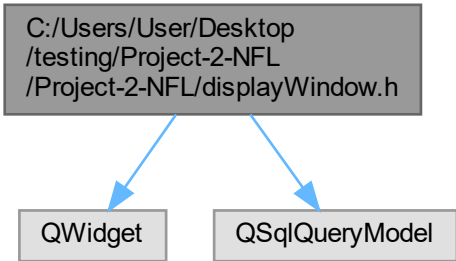 C:/Users/User/Desktop
/testing/Project-2-NFL
/Project-2-NFL/displayWindow.h
QWidget
QSqlQueryModel